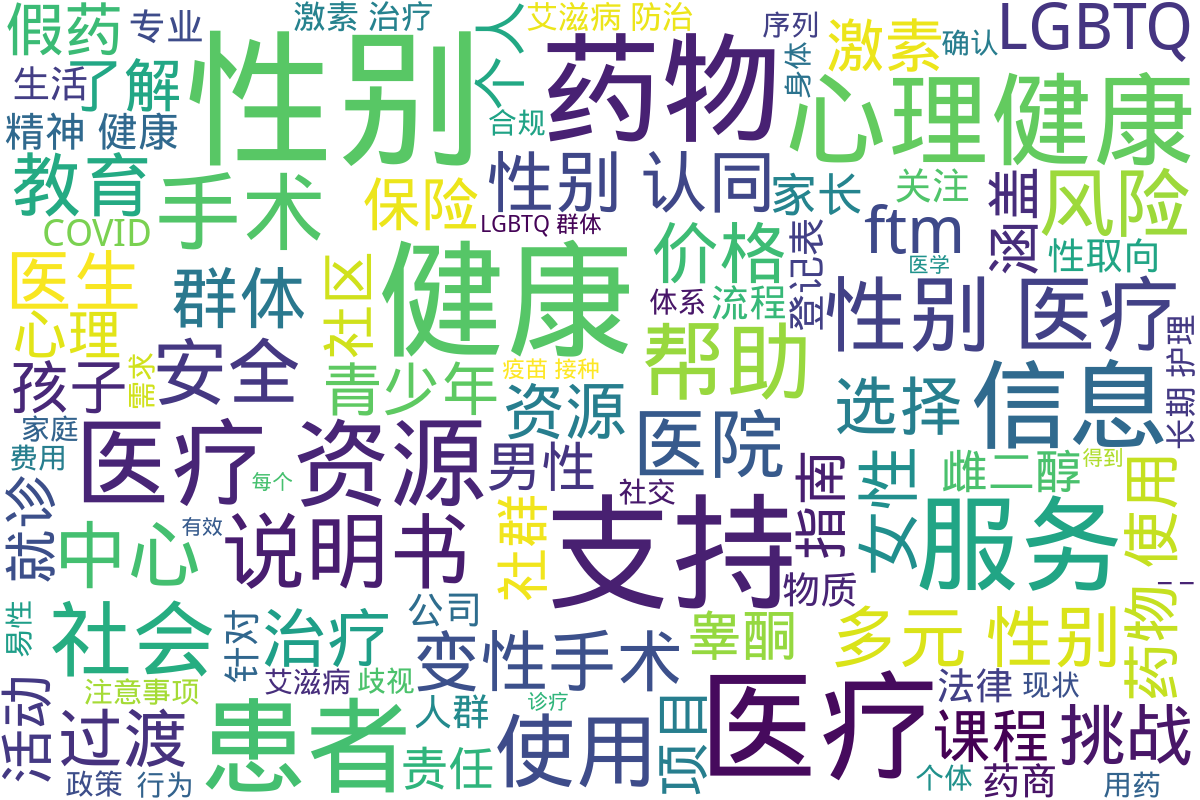 假药
专业
激素 治疗
个人
艾滋病 防治
序列
激素
确认
LGBTQ
生活
了解
性别
药物
身体
心理健康
精神 健康
合规
教育
手术
保险
性别 认同
家长
关注
涵盖
风险
COVID
LGBTQ 群体
ftm
医生
群体
社区
健康
价格
登记表
医学
性取向
心理
体系
流程
性别 医疗
孩子
安全
需求
青少年
疫苗 接种
帮助
长期 护理
家庭
费用
医疗 资源
资源
医院
选择
信息
每个
男性
社交
指南
女性
雌二醇
得到
使用
就诊
中心
有效
说明书
社群
支持
服务
物质
一一
易性
社会
针对
治疗
公司
变性手术
睾酮
多元 性别
药物
活动
注意事项
艾滋病
歧视
诊疗
法律
现状
过渡
患者
人群
责任
使用
项目
医疗
课程
挑战
政策
行为
个体
药商
用药